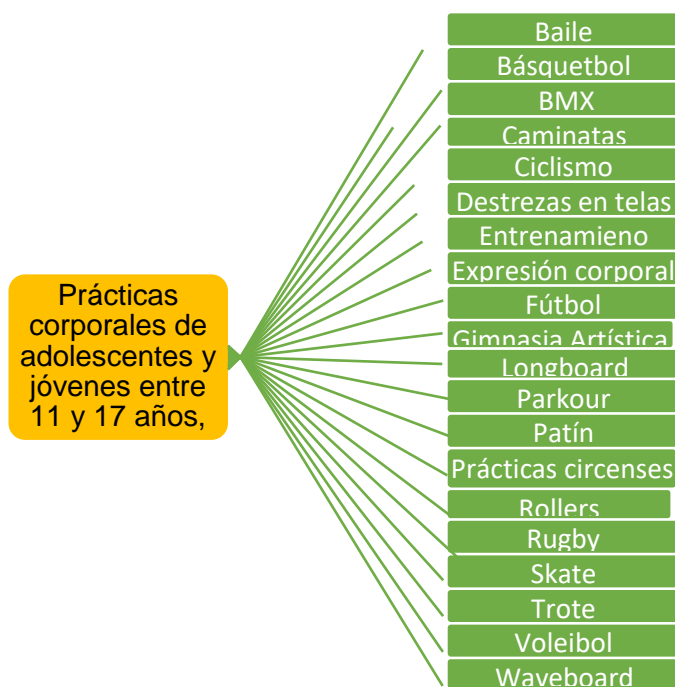 Prácticas
corporales de
adolescentes y
jóvenes entre
11 y 17 años,
Baile
Básquetbol
BMX
Caminatas
Ciclismo
Destrezas en telas
Entrenamieno
Expresión corporal
Fútbol
Gimnasia Artística
Longboard
Parkour
Patín
Prácticas circenses
Rollers
Rugby
Skate
Trote
Voleibol
Waveboard